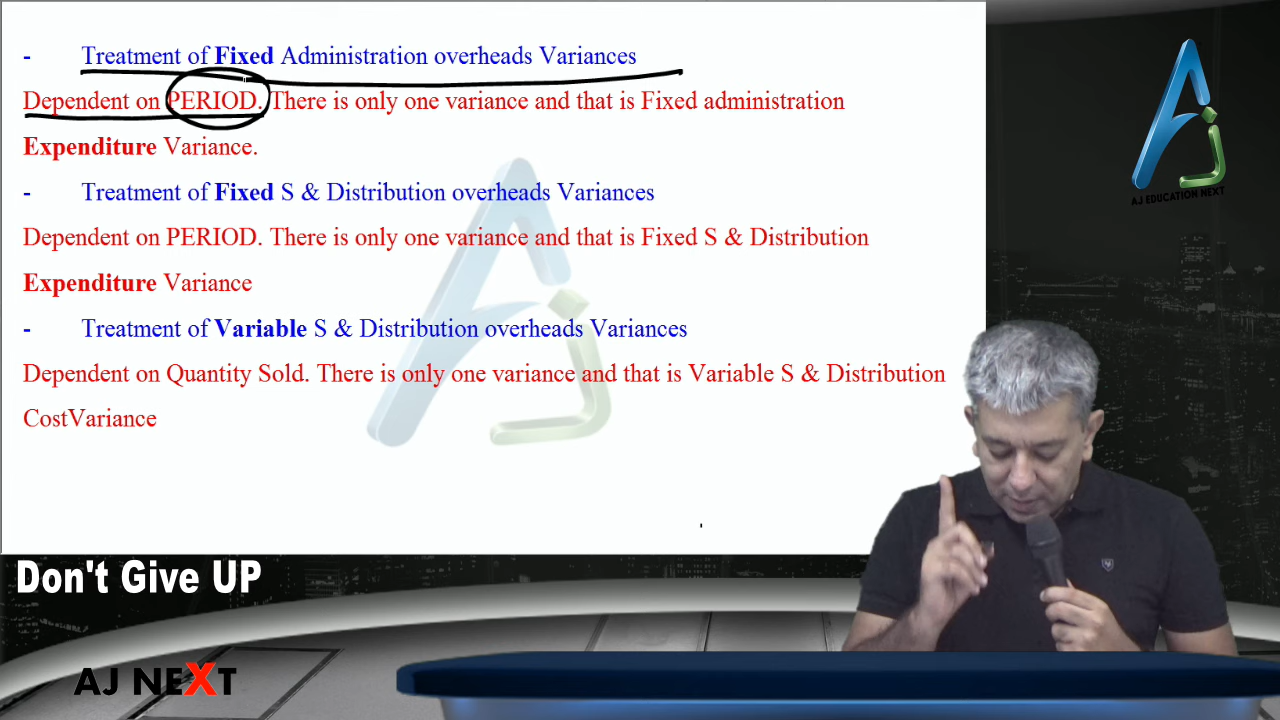 - Treatment of Fixed Administration overheads Variances
Dependent on PERIOD. There is only one variance and that is Fixed administration
Expenditure Variance.
- Treatment of Fixed S & Distribution overheads Variances
Dependent on PERIOD. There is only one variance and that is Fixed S & Distribution
Expenditure Variance
- Treatment of Variable S & Distribution overheads Variances
Dependent on Quantity Sold. There is only one variance and that is Variable S & Distribution
CostVariance
AJ EDUCATION NEXT
Don't Give UP
AJ NEXT